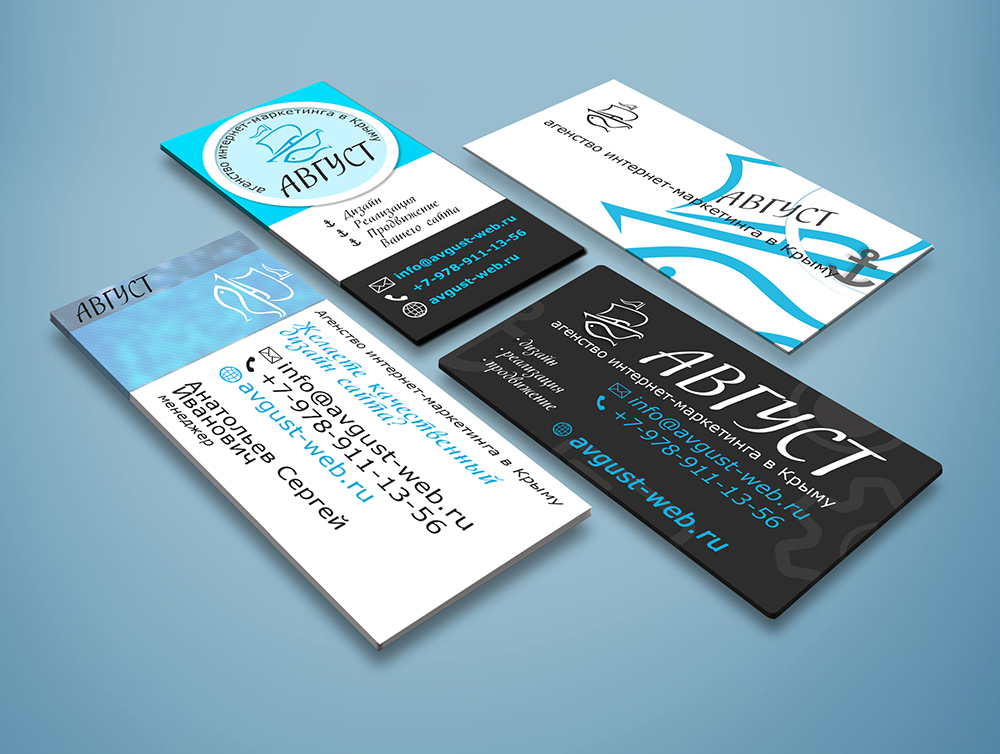 агенство интернет-маркетинга в Крыму
АВГУСТ
Дизайн
Реализация
Продвижение
Вашего сайта
info@avgust-web.ru
+7-978-911-13-56
avgust-web.ru
агенство интернет-маркетинга в Крыму
АВГУСТ
АВГУСТ
Агенство интернет-маркетинга в Крыму
Желаете качественный
дизайн сайта?
info@avgust-web.ru
+7-978-911-13-56
avgust-web.ru
Анатольев Сергей
Иванович
менеджер
АВГУСТ
агенство интернет-маркетинга в Крыму
.дизайн
.реализация
.продвижение
info@avgust-web.ru
+7-978-911-13-56
avgust-web.ru